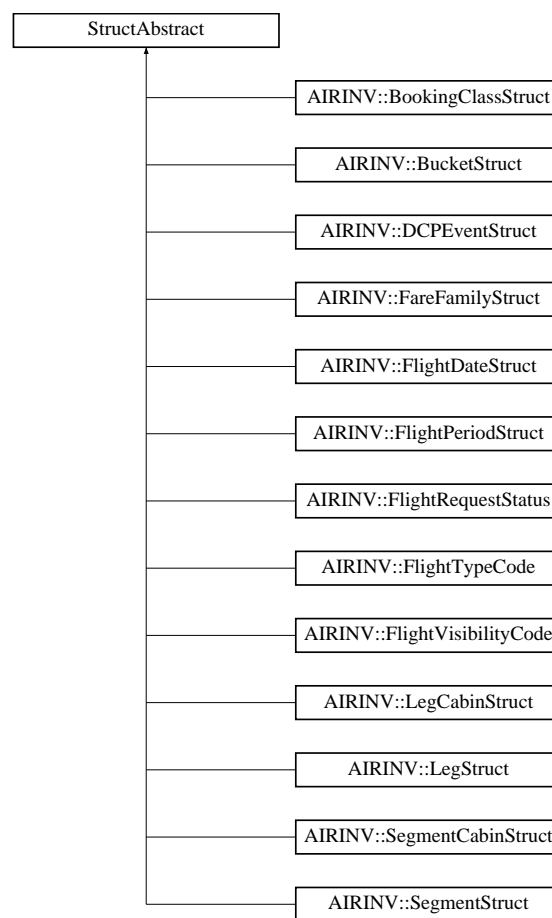 StructAbstract
AIRINV::BookingClassStruct
AIRINV::BucketStruct
AIRINV::DCPEventStruct
AIRINV::FareFamilyStruct
AIRINV::FlightDateStruct
AIRINV::FlightPeriodStruct
AIRINV::FlightRequestStatus
AIRINV::FlightTypeCode
AIRINV::FlightVisibilityCode
AIRINV::LegCabinStruct
AIRINV::LegStruct
AIRINV::SegmentCabinStruct
AIRINV::SegmentStruct